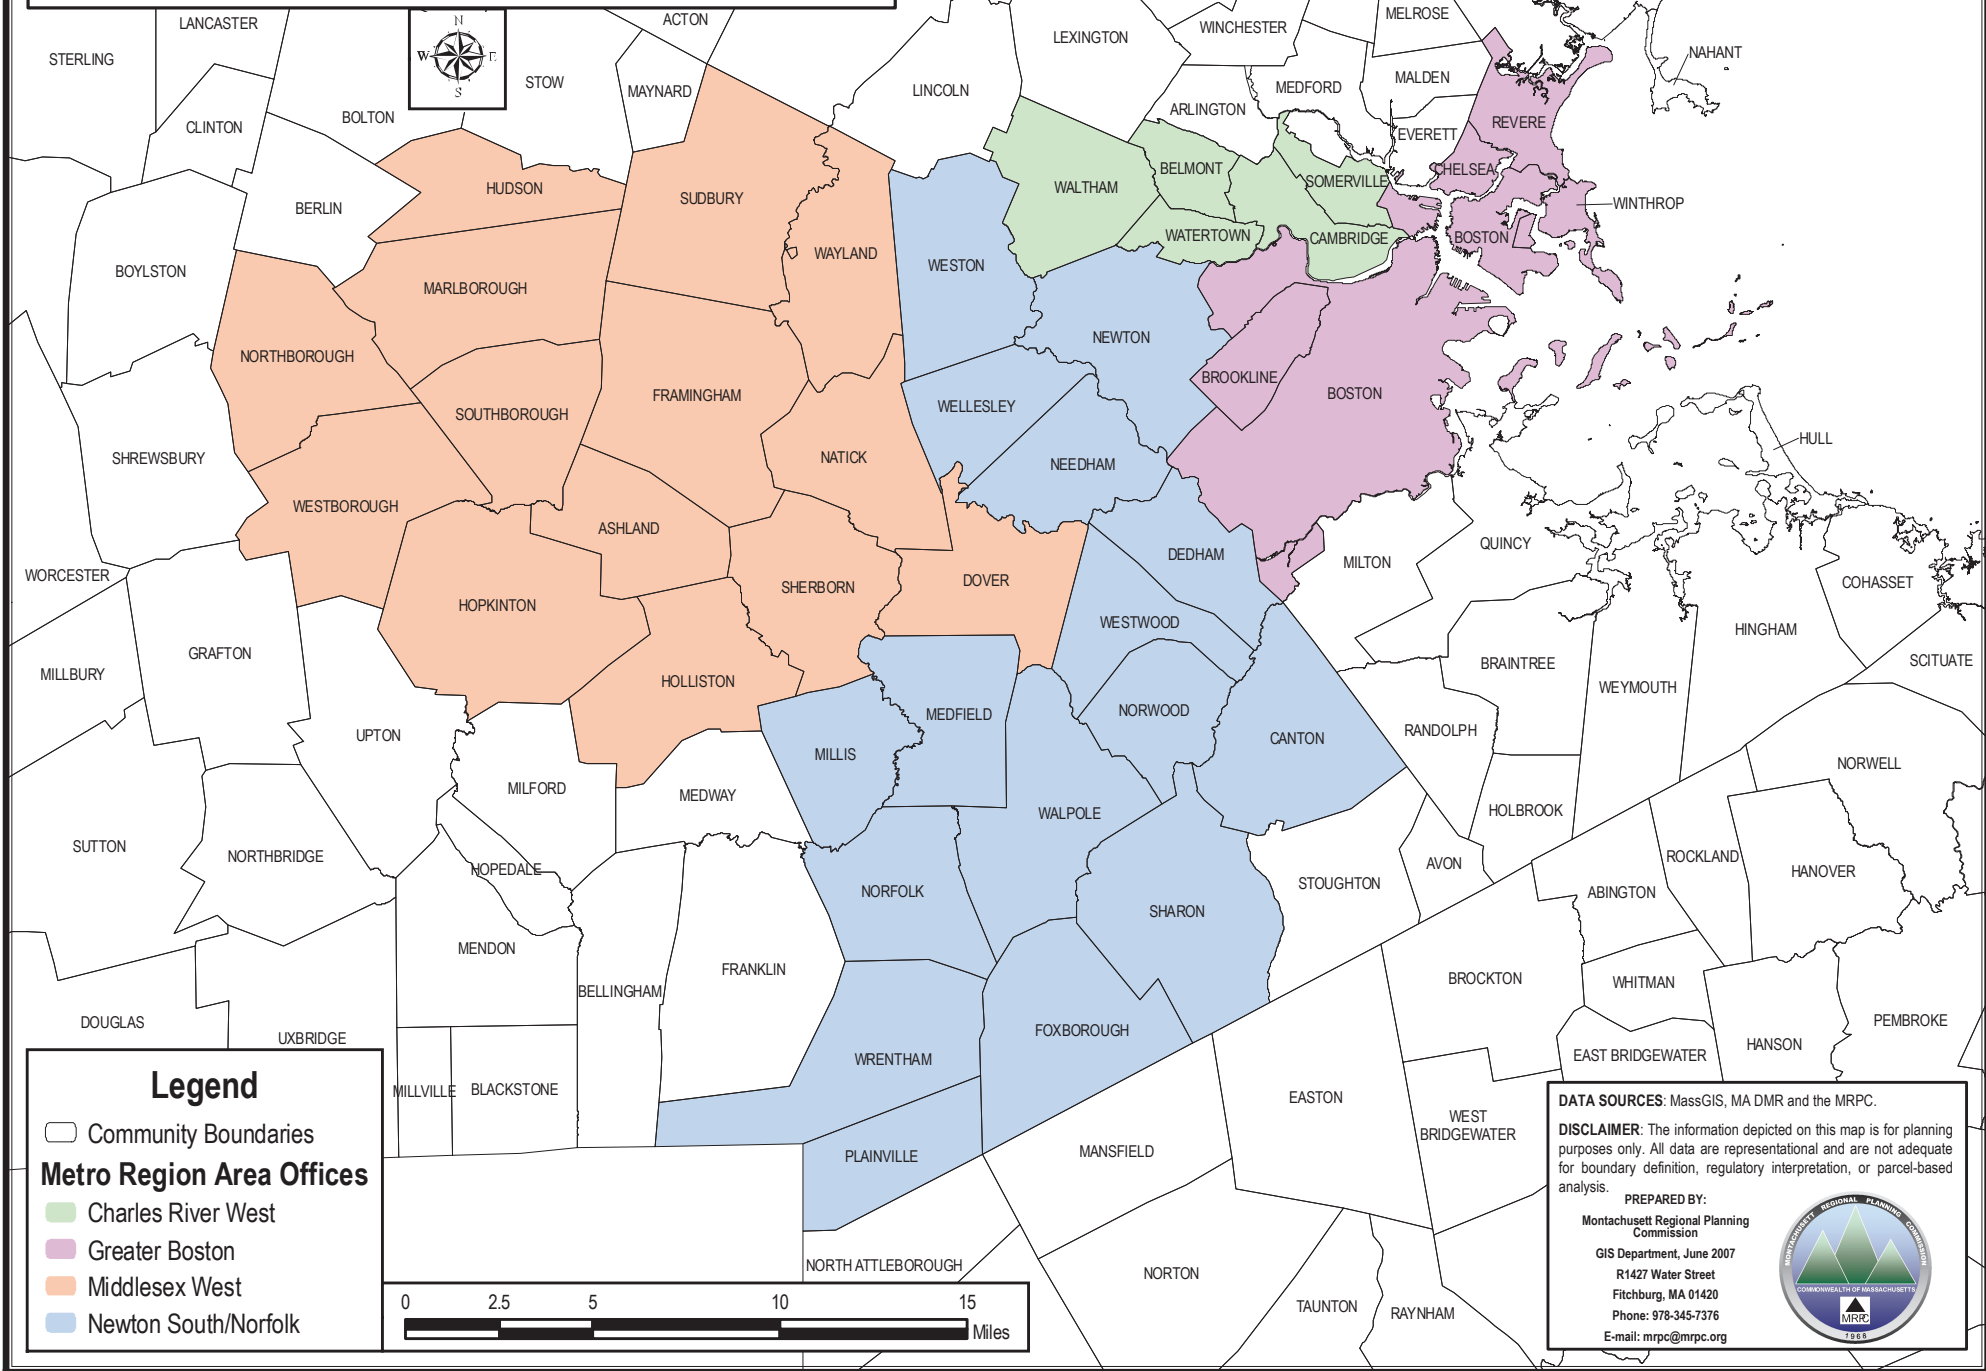 LANCASTER
ACTON
MELROSE
STERLING
N
W E
S
STOW
LEXINGTON
WINCHESTER
NAHANT
BOLTON
MAYNARD
LINCOLN
MEDFORD
MALDEN
CLINTON
ARLINGTON
EVERETT
REVERE
HUDSON
SUDBURY
WALTHAM
BELMONT
SOMERVILLE
CHELSEA
BERLIN
WINTHROP
BOYLSTON
WAYLAND
WESTON
WATERTOWN
CAMBRIDGE
BOSTON
MARLBOROUGH
NORTHBOROUGH
NEWTON
FRAMINGHAM
BROOKLINE
BOSTON
SOUTHBOROUGH
WELLESLEY
SHREWSBURY
NATICK
NEEDHAM
HULL
WESTBOROUGH
ASHLAND
WORCESTER
DEDHAM
MILTON
QUINCY
HOPKINTON
SHERBORN
DOVER
COHASSET
WESTWOOD
HINGHAM
GRAFTON
MILLBURY
HOLLISTON
BRAINTREE
WEYMOUTH
SCITUATE
UPTON
MEDFIELD
NORWOOD
CANTON
RANDOLPH
MILLIS
NORWELL
MILFORD
MEDWAY
WALPOLE
HOLBROOK
SUTTON
NORTHBRIDGE
HOPEDALE
NORFOLK
STOUGHTON
AVON
ROCKLAND
HANOVER
ABINGTON
SHARON
MENDON
FRANKLIN
BELLINGHAM
BROCKTON
WHITMAN
DOUGLAS
UXBRIDGE
FOXBOROUGH
WRENTHAM
PEMBROKE
HANSON
EAST BRIDGEWATER
MILLVILLE
BLACKSTONE
EASTON
WEST
BRIDGEWATER
PLAINVILLE
MANSFIELD
NORTH ATTLEBOROUGH
NORTON
TAUNTON
RAYNHAM
Legend
Community Boundaries
Metro Region Area Offices
Charles River West
Greater Boston
Middlesex West
Newton South/Norfolk
0 2.5 5 10 15
Miles
DATA SOURCES: MassGIS, MA DMR and the MRPC.
DISCLAIMER: The information depicted on this map is for planning
purposes only. All data are representational and are not adequate
for boundary definition, regulatory interpretation, or parcel-based
analysis.
PREPARED BY:
Montachusett Regional Planning
Commission
GIS Department, June 2007
R1427 Water Street
Fitchburg, MA 01420
Phone: 978-345-7376
E-mail: mrpc@mrpc.org
MONTACHUSETT REGIONAL PLANNING COMMISSION
COMMONWEALTH OF MASSACHUSETTS
MRPC
1968